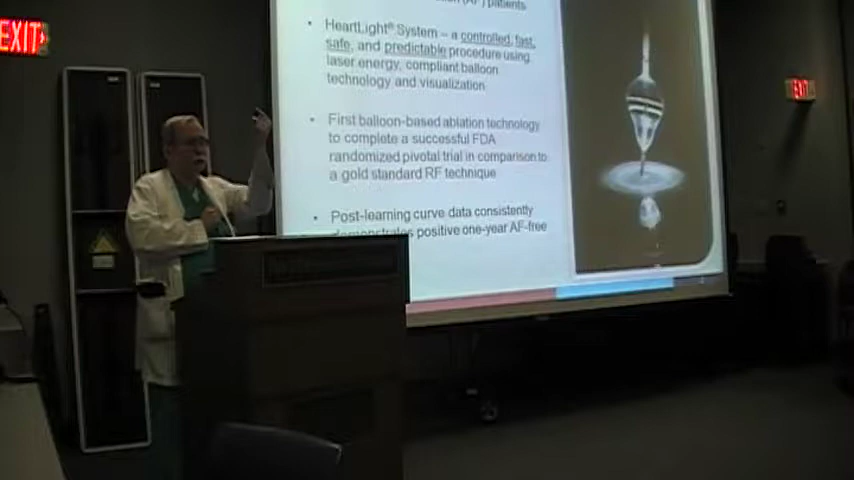 (AF) patients
EXIT
• HeartLight® System – a controlled, fast,
safe, and predictable procedure using
laser energy, compliant balloon
technology and visualization
EXIT
• First balloon-based ablation technology
to complete a successful FDA
randomized pivotal trial in comparison to
a gold standard RF technique
• Post-learning curve data consistently
demonstrates positive one-year AF-free